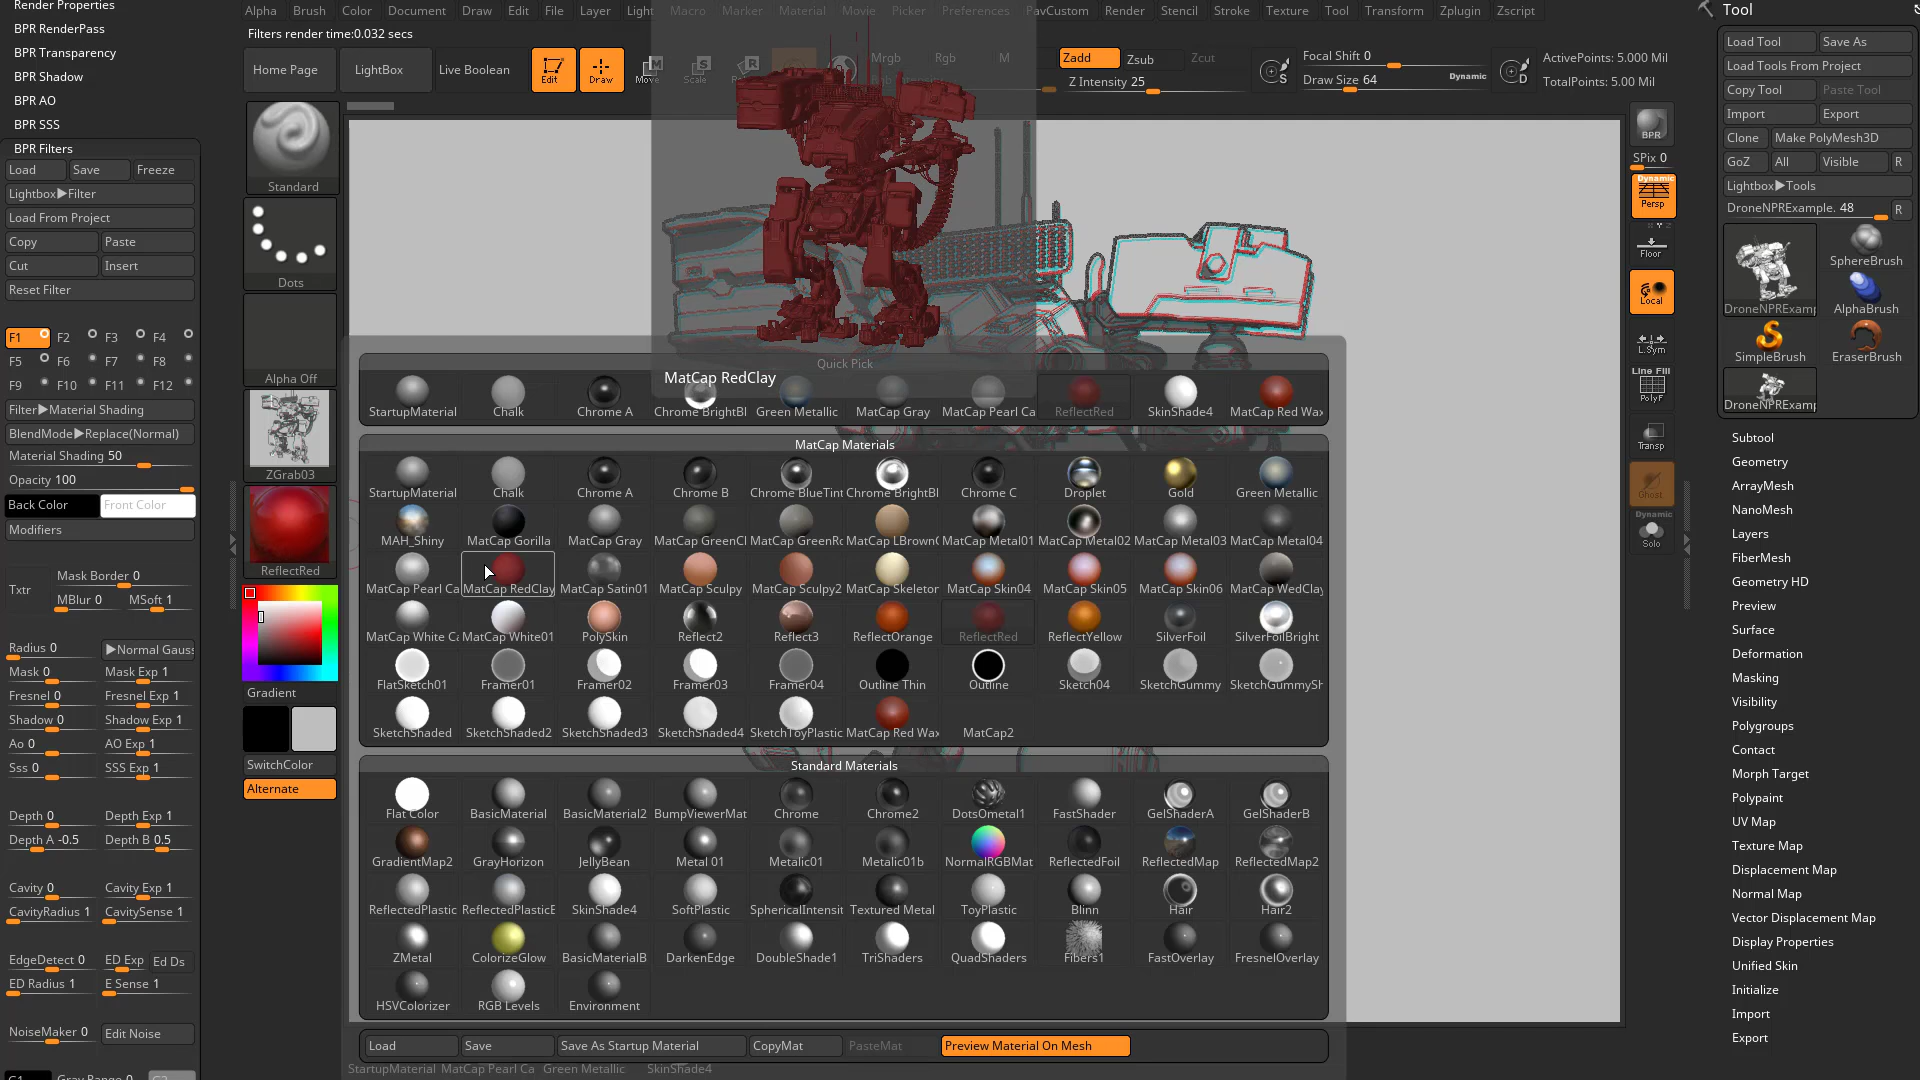 Alpha Brush Color Document Draw Edit File Layer Light Macro Marker Material Movie Picker Preferences PavCustom Render Stencil Stroke Texture Tool Transform Zplugin Zscript
Filters render time:0.032 secs
Home Page LightBox Live Boolean Edit Draw Move Scale Mrgb Rgb M Zadd Zsub Zcut
Z Intensity 25
S Focal Shift 0
Draw Size 64 Dynamic D
ActivePoints: 5.000 Mil
TotalPoints: 5.00 Mil
Render Properties
BPR RenderPass
BPR Transparency
BPR Shadow
BPR AO
BPR SSS
BPR Filters
Load Save Freeze
Lightbox▶Filter
Load From Project
Copy Paste
Cut Insert
Reset Filter
F1 F2 F3 F4
F5 F6 F7 F8
F9 F10 F11 F12
Filter▶Material Shading
BlendMode▶Replace(Normal)
Material Shading 50
Opacity 100
Back Color Front Color
Modifiers
Txtr Mask Border 0
MBlur 0 MSoft 1
Radius 0 ▶Normal Gauss
Mask 0 Mask Exp 1
Fresnel 0 Fresnel Exp 1
Shadow 0 Shadow Exp 1
Ao 0 AO Exp 1
Sss 0 SSS Exp 1
Depth 0 Depth Exp 1
Depth A -0.5 Depth B 0.5
Cavity 0 Cavity Exp 1
CavityRadius 1 CavitySense 1
EdgeDetect 0 ED Exp Ed Ds
ED Radius 1 E Sense 1
NoiseMaker 0 Edit Noise
Standard
Dots
Alpha Off
ZGrab03
ReflectRed
Gradient
SwitchColor
Alternate
Quick Pick
MatCap RedClay
StartupMaterial Chalk Chrome A Chrome BrightBl Green Metallic MatCap Gray MatCap Pearl Ca ReflectRed SkinShade4 MatCap Red Wax
MatCap Materials
StartupMaterial Chalk Chrome A Chrome B Chrome BlueTint Chrome BrightBl Chrome C Droplet Gold Green Metallic
MAH_Shiny MatCap Gorilla MatCap Gray MatCap GreenCl MatCap GreenRo MatCap LBrown MatCap Metal01 MatCap Metal02 MatCap Metal03 MatCap Metal04
MatCap Pearl Ca MatCap RedClay MatCap Satin01 MatCap Sculpy MatCap Sculpy2 MatCap Skeletor MatCap Skin04 MatCap Skin05 MatCap Skin06 MatCap WedClay
MatCap White Ca MatCap White01 PolySkin Reflect2 Reflect3 ReflectOrange ReflectRed ReflectYellow SilverFoil SilverFoilBright
FlatSketch01 Framer01 Framer02 Framer03 Framer04 Outline Thin Outline Sketch04 SketchGummy SketchGummySh
SketchShaded SketchShaded2 SketchShaded3 SketchShaded4 SketchToyPlastic MatCap Red Wax MatCap2
Standard Materials
Flat Color BasicMaterial BasicMaterial2 BumpViewerMat Chrome Chrome2 DotsOmetal1 FastShader GelShaderA GelShaderB
GradientMap2 GrayHorizon JellyBean Metal 01 Metalic01 Metalic01b NormalRGBMat ReflectedFoil ReflectedMap ReflectedMap2
ReflectedPlastic ReflectedPlasticE SkinShade4 SoftPlastic SphericalIntensit Textured Metal ToyPlastic Blinn Hair Hair2
ZMetal ColorizeGlow BasicMaterialB DarkenEdge DoubleShade1 TriShaders QuadShaders Fibers1 FastOverlay FresnelOverlay
HSVColorizer RGB Levels Environment
Load Save Save As Startup Material CopyMat PasteMat Preview Material On Mesh
StartupMaterial MatCap Pearl Ca Green Metallic SkinShade4
BPR
SPix 0
Dynamic
Persp
Floor
Local
L.Sym
Line Fill
PolyF
Transp
Ghost
Dynamic
Solo
Tool
Load Tool Save As
Load Tools From Project
Copy Tool Paste Tool
Import Export
Clone Make PolyMesh3D
GoZ All Visible R
Lightbox▶Tools
DroneNPRExample. 48 R
DroneNPRExamp SphereBrush
AlphaBrush
SimpleBrush EraserBrush
DroneNPRExamp
Subtool
Geometry
ArrayMesh
NanoMesh
Layers
FiberMesh
Geometry HD
Preview
Surface
Deformation
Masking
Visibility
Polygroups
Contact
Morph Target
Polypaint
UV Map
Texture Map
Displacement Map
Normal Map
Vector Displacement Map
Display Properties
Unified Skin
Initialize
Import
Export